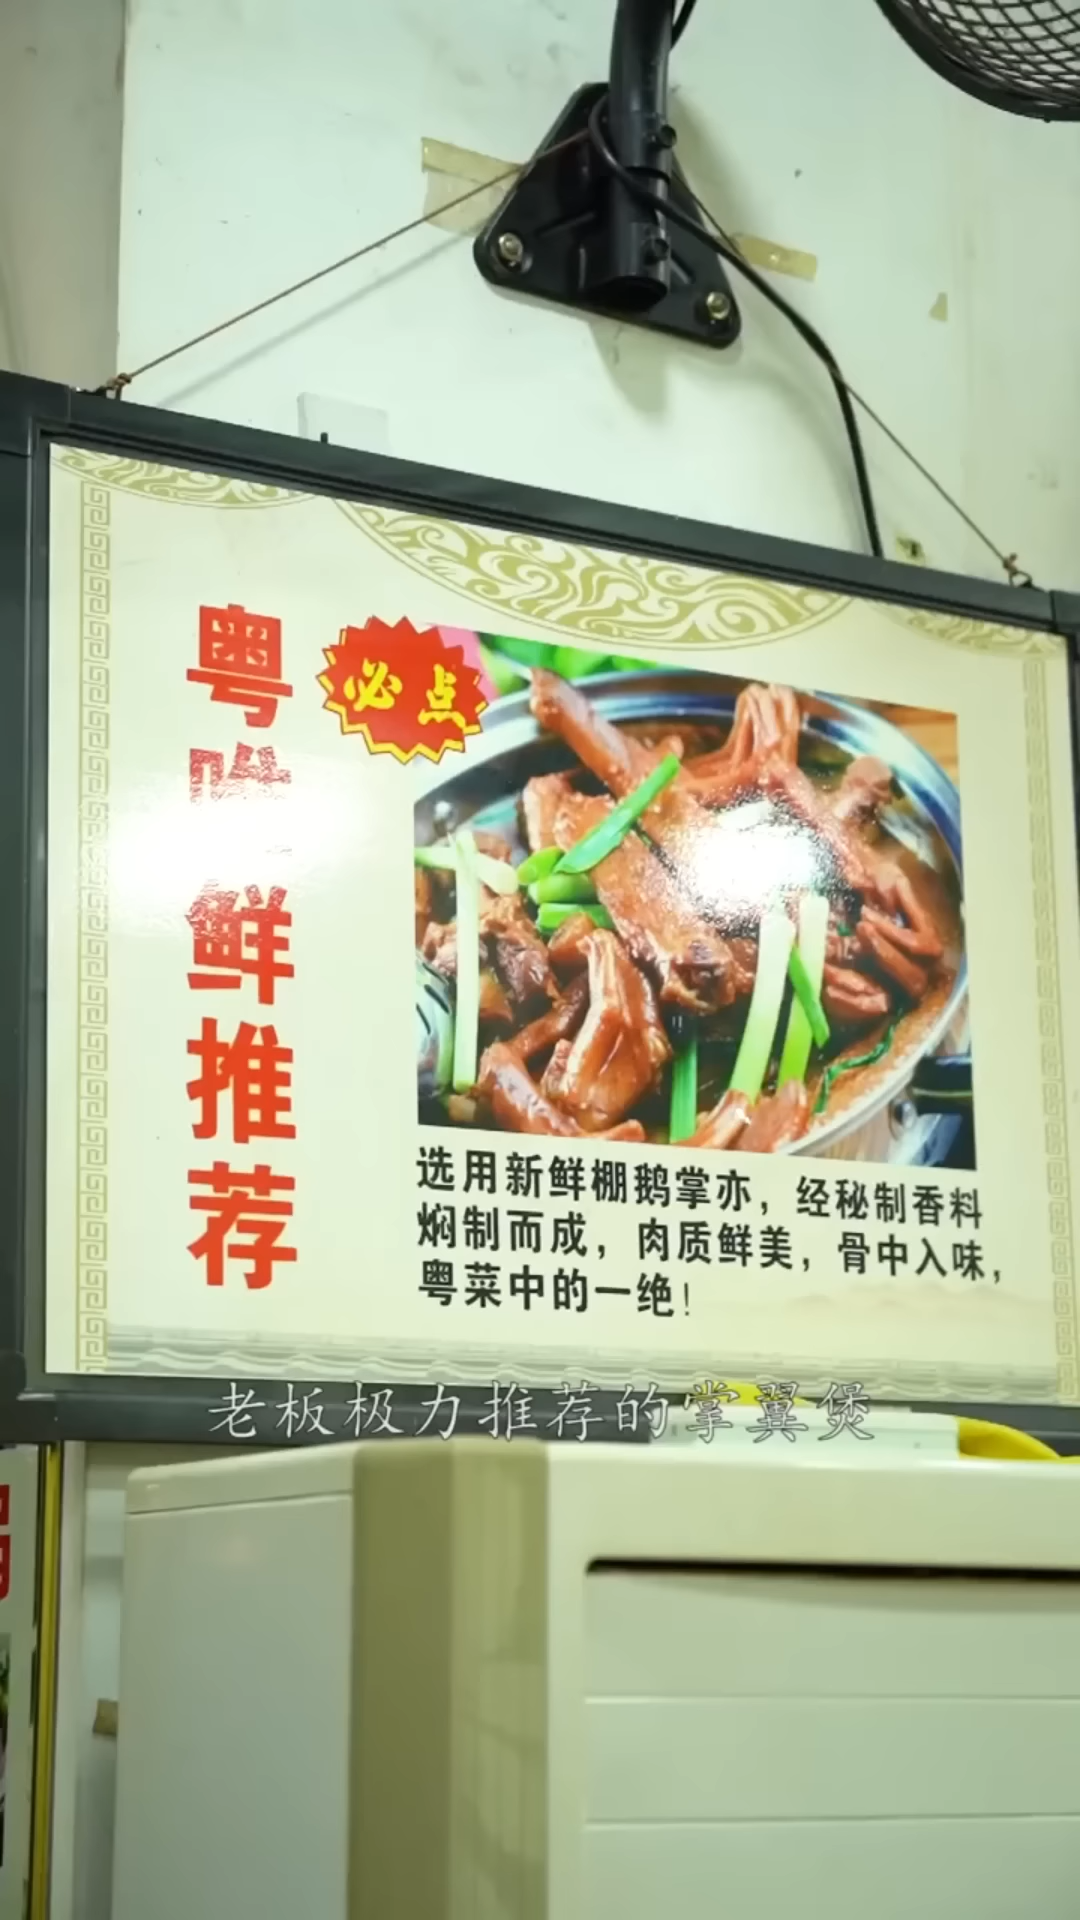 粤
鲜推荐
必点
选用新鲜棚鹅掌亦，经秘制香料
焖制而成，肉质鲜美，骨中入味，
粤菜中的一绝！
老板极力推荐的掌翼煲